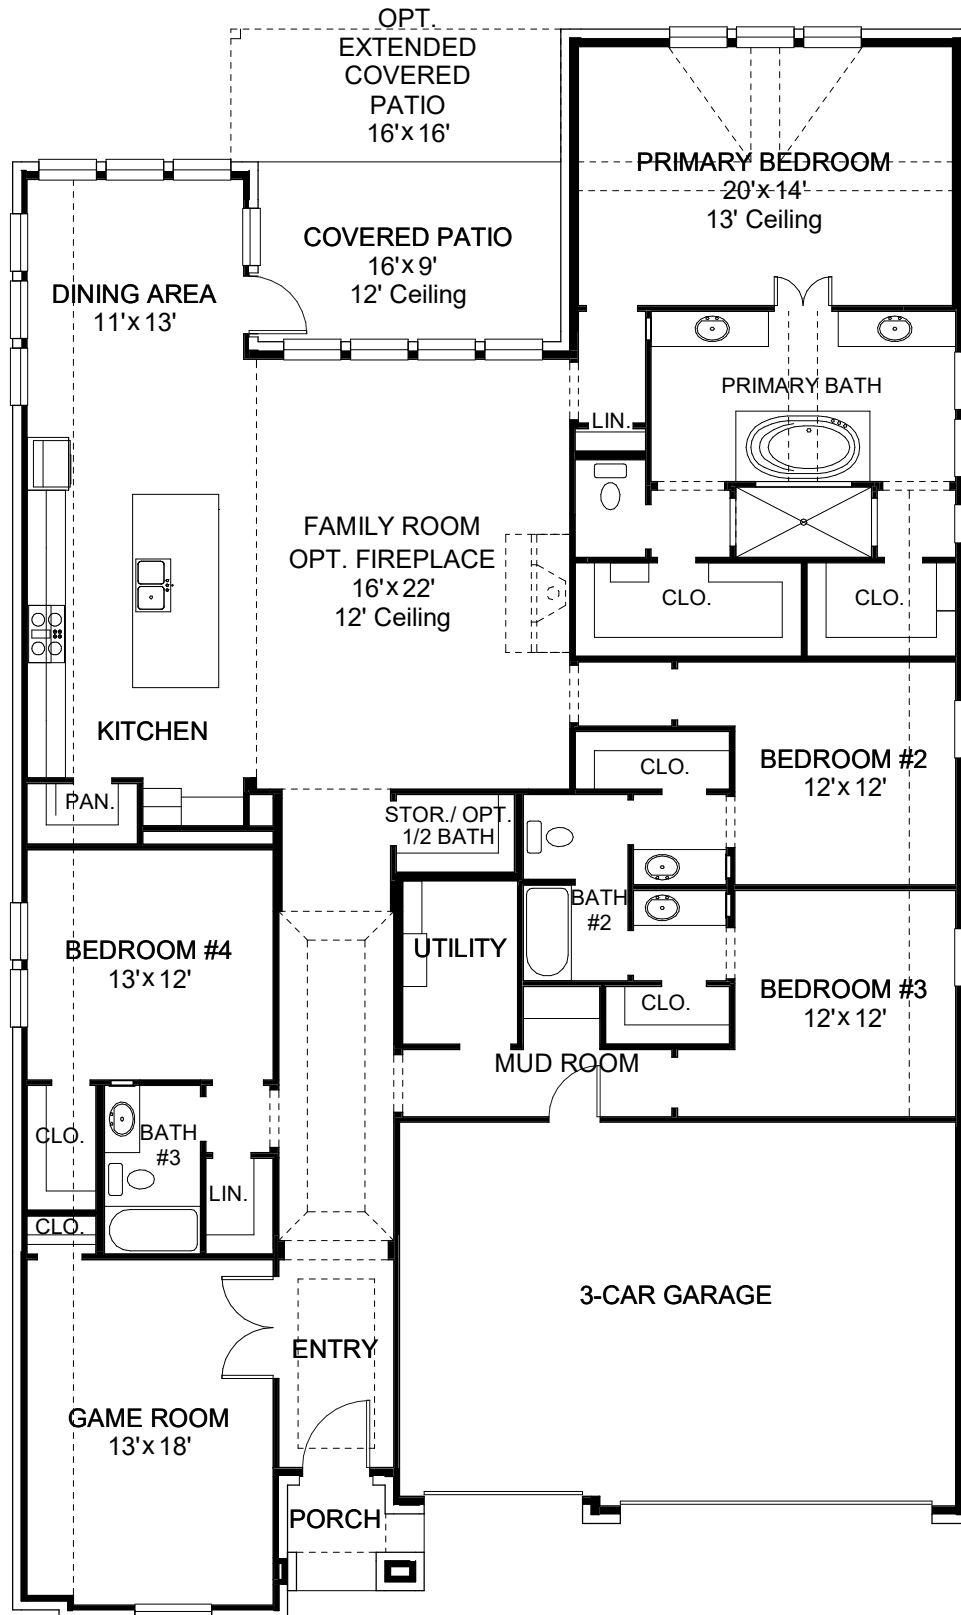 OPT.
EXTENDED
COVERED
PATIO
16'x 16'
PRIMARY BEDROOM
20'x 14'
13' Ceiling
COVERED PATIO
16'x 9'
12' Ceiling
DINING AREA
11'x 13'
PRIMARY BATH
LIN.
FAMILY ROOM
OPT. FIREPLACE
16'x 22'
12' Ceiling
CLO.
CLO.
KITCHEN
BEDROOM #2
12'x 12'
CLO.
PAN.
STOR./ OPT.
1/2 BATH
BATH
#2
UTILITY
BEDROOM #4
13'x 12'
BEDROOM #3
12'x 12'
CLO.
MUD ROOM
CLO.
BATH
#3
LIN.
CLO.
3-CAR GARAGE
ENTRY
GAME ROOM
13'x 18'
PORCH